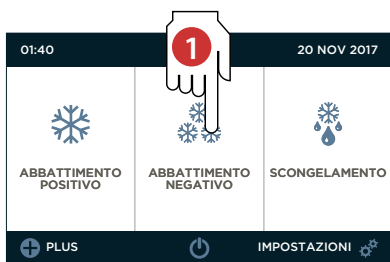 01:40
1
20 NOV 2017
ABBATTIMENTO
POSITIVO
ABBATTIMENTO
NEGATIVO
SCONGELAMENTO
PLUS
IMPOSTAZIONI